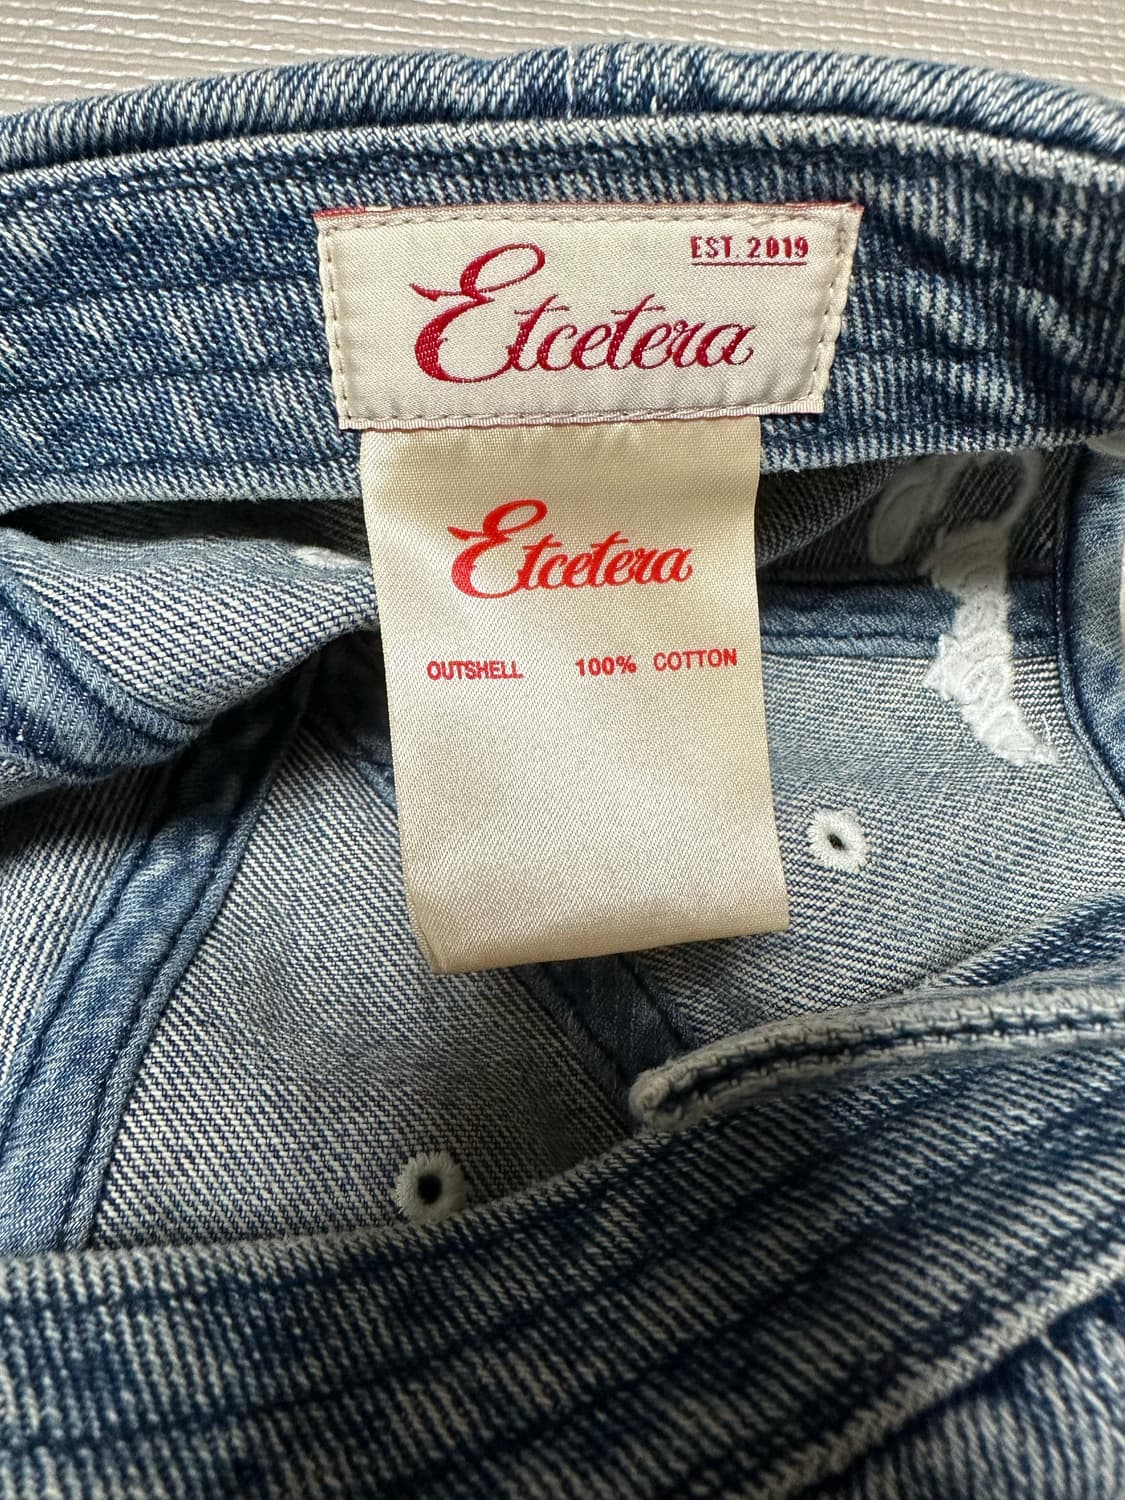 EST. 2019
Etcetera
Etcetera
OUTSHELL 100% COTTON